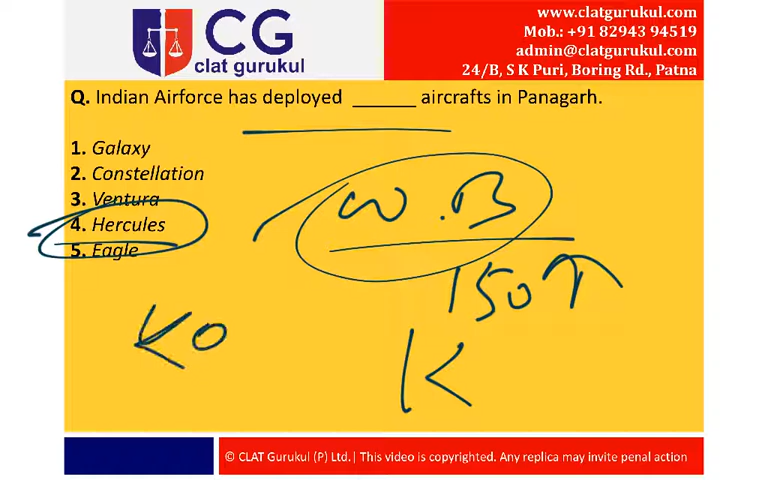 CG
clat gurukul
www.clatgurukul.com
Mob.: +91 82943 94519
admin@clatgurukul.com
24/B, S K Puri, Boring Rd., Patna
Q. Indian Airforce has deployed ______ aircrafts in Panagarh.
1. Galaxy
2. Constellation
3. Ventura
4. Hercules
5. Eagle
W.B
150↑
KO
K
© CLAT Gurukul (P) Ltd.| This video is copyrighted. Any replica may invite penal action